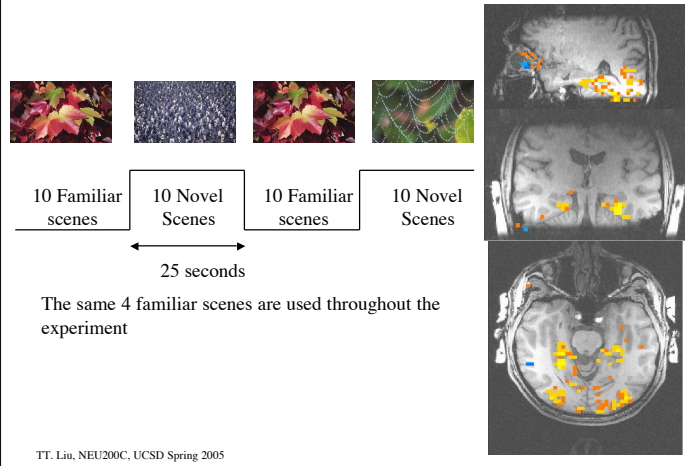 10 Familiar
scenes
10 Novel
Scenes
10 Familiar
scenes
10 Novel
Scenes
25 seconds
The same 4 familiar scenes are used throughout the
experiment
TT. Liu, NEU200C, UCSD Spring 2005